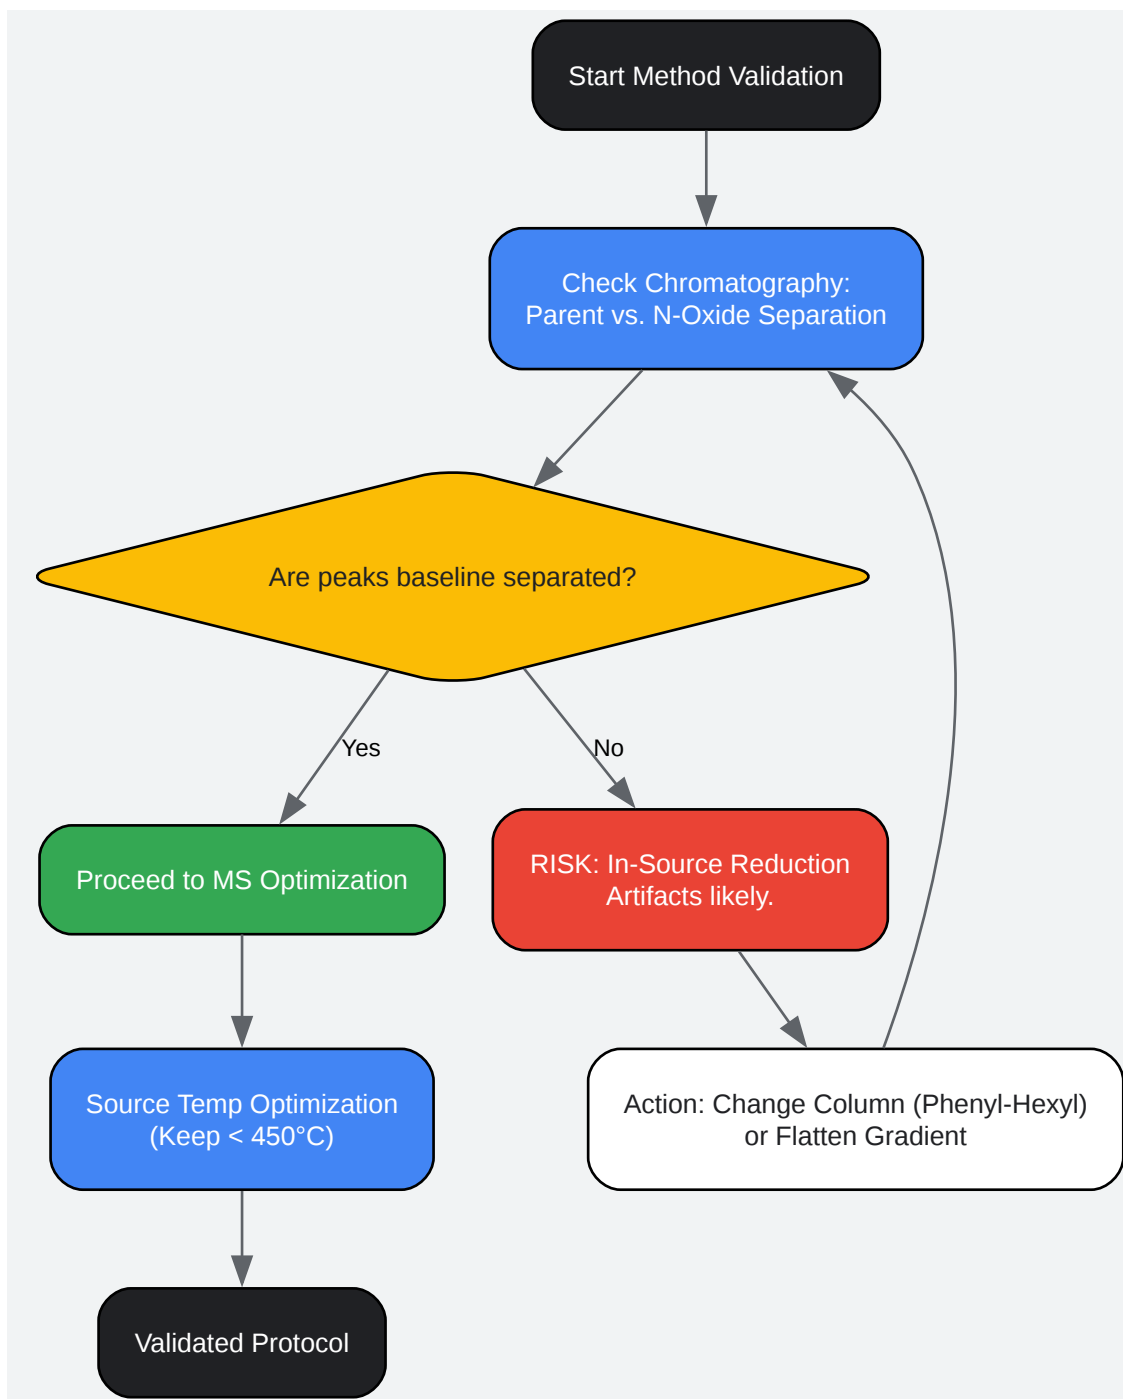 Start Method Validation
Check Chromatography:
Parent vs. N-Oxide Separation
Are peaks baseline separated?
Yes
No
Proceed to MS Optimization
RISK: In-Source Reduction
Artifacts likely.
Source Temp Optimization
(Keep < 450°C)
Action: Change Column (Phenyl-Hexyl)
or Flatten Gradient
Validated Protocol